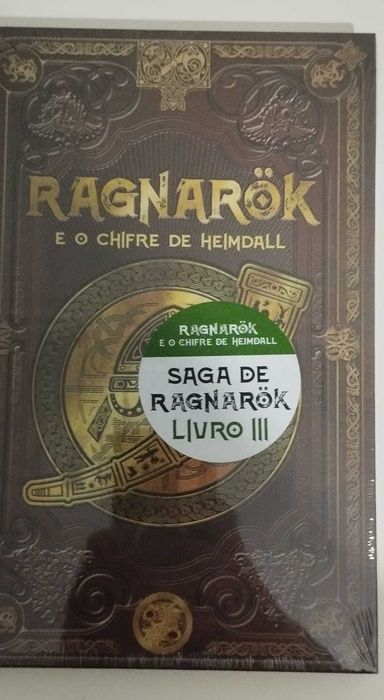 RAGNARÖK
E O CHIFRE DE HEIMDALL
RAGNARÖK
E O CHIFRE DE HEIMDALL
SAGA DE
RAGNARÖK
LIVRO III